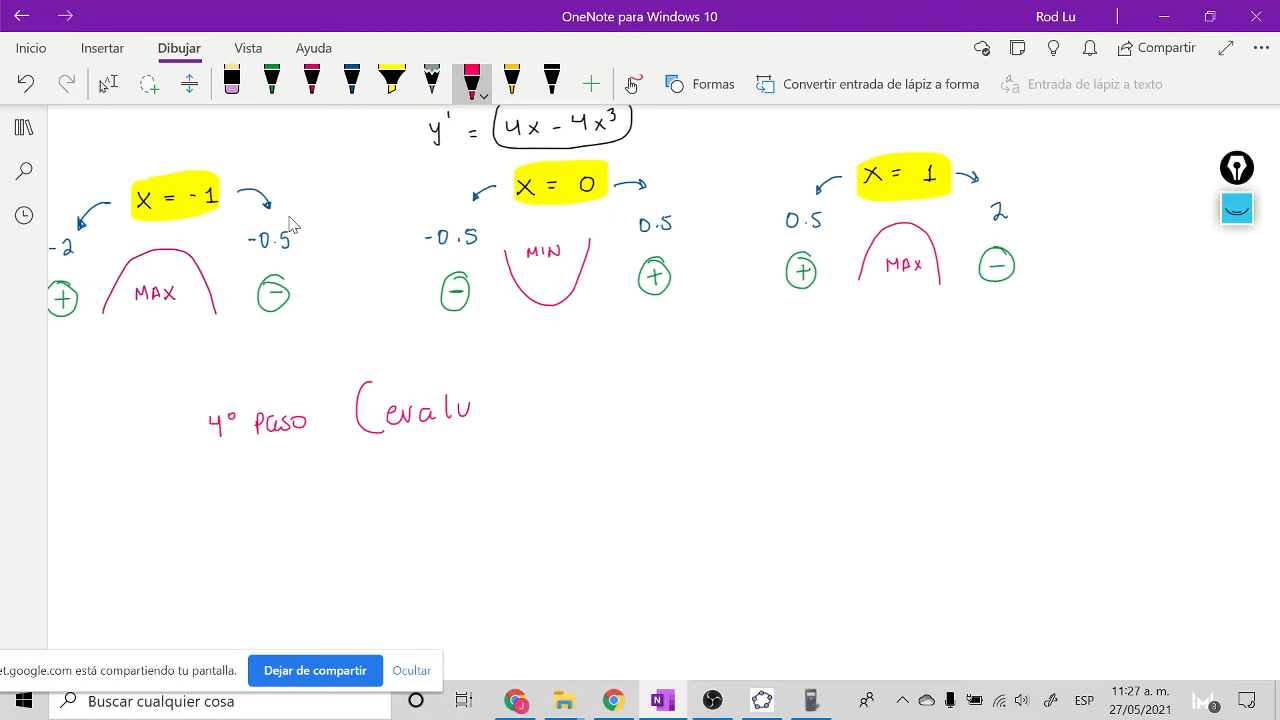 OneNote para Windows 10
Rod Lu
Inicio
Insertar
Dibujar
Vista
Ayuda
Compartir
Formas
Convertir entrada de lápiz a forma
Entrada de lápiz a texto
y' = 4x - 4x³
x = -1
x = 0
x = 1
-2
-0.5
-0.5
0.5
0.5
2
MAX
MIN
MAX
+
-
-
+
+
-
4° Paso (evalu
et.google.com está compartiendo tu pantalla.
Dejar de compartir
Ocultar
Buscar cualquier cosa
ESP
11:27 a. m.
27/05/2021
3